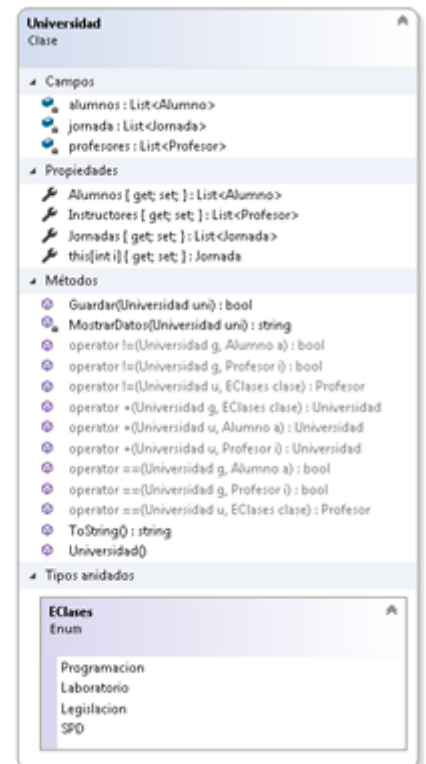 Universidad
Clase
Campos
alumnos : List<Alumno>
jornada : List<Jornada>
profesores : List<Profesor>
Propiedades
Alumnos { get; set; } : List<Alumno>
Instructores { get; set; } : List<Profesor>
Jornadas { get; set; } : List<Jornada>
this[int i] { get; set; } : Jornada
Métodos
Guardar(Universidad uni) : bool
MostrarDatos(Universidad uni) : string
operator !=(Universidad g, Alumno a) : bool
operator !=(Universidad g, Profesor i) : bool
operator !=(Universidad u, EClases clase) : Profesor
operator +(Universidad g, EClases clase) : Universidad
operator +(Universidad u, Alumno a) : Universidad
operator +(Universidad u, Profesor i) : Universidad
operator ==(Universidad g, Alumno a) : bool
operator ==(Universidad g, Profesor i) : bool
operator ==(Universidad u, EClases clase) : Profesor
ToString() : string
Universidad()
Tipos anidados
EClases
Enum
Programacion
Laboratorio
Legislacion
SPD